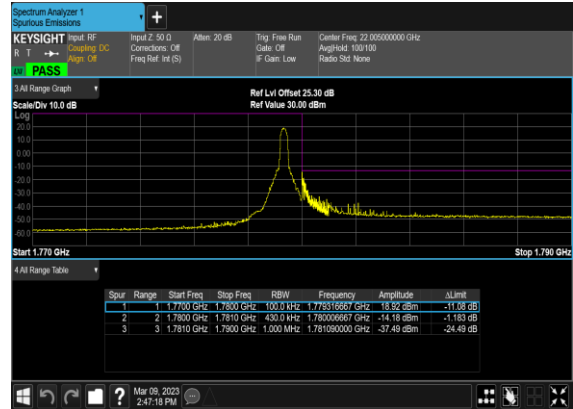 Spectrum Analyzer 1
Spurious Emissions
KEYSIGHT Input: RF Input Z: 50 Ω Atten: 20 dB Trig: Free Run Center Freq: 22.005000000 GHz
R T Coupling: DC Corrections: Off Gate: Off Avg|Hold: 100/100
Align: Off Freq Ref: Int (S) IF Gain: Low Radio Std: None
PASS
3 All Range Graph
Ref Lvl Offset 25.30 dB
Scale/Div 10.0 dB Ref Value 30.00 dBm
Log
20.0
10.0
0.00
-10.0
-20.0
-30.0
-40.0
-50.0
-60.0
Start 1.770 GHz Stop 1.790 GHz
4 All Range Table
Spur Range Start Freq Stop Freq RBW Frequency Amplitude ΔLimit
1 1 1.7700 GHz 1.7800 GHz 100.0 kHz 1.779316667 GHz 18.92 dBm -11.08 dB
2 2 1.7800 GHz 1.7810 GHz 430.0 kHz 1.780006667 GHz -14.18 dBm -1.183 dB
3 3 1.7810 GHz 1.7900 GHz 1.000 MHz 1.781090000 GHz -37.49 dBm -24.49 dB
Mar 09, 2023
2:47:18 PM